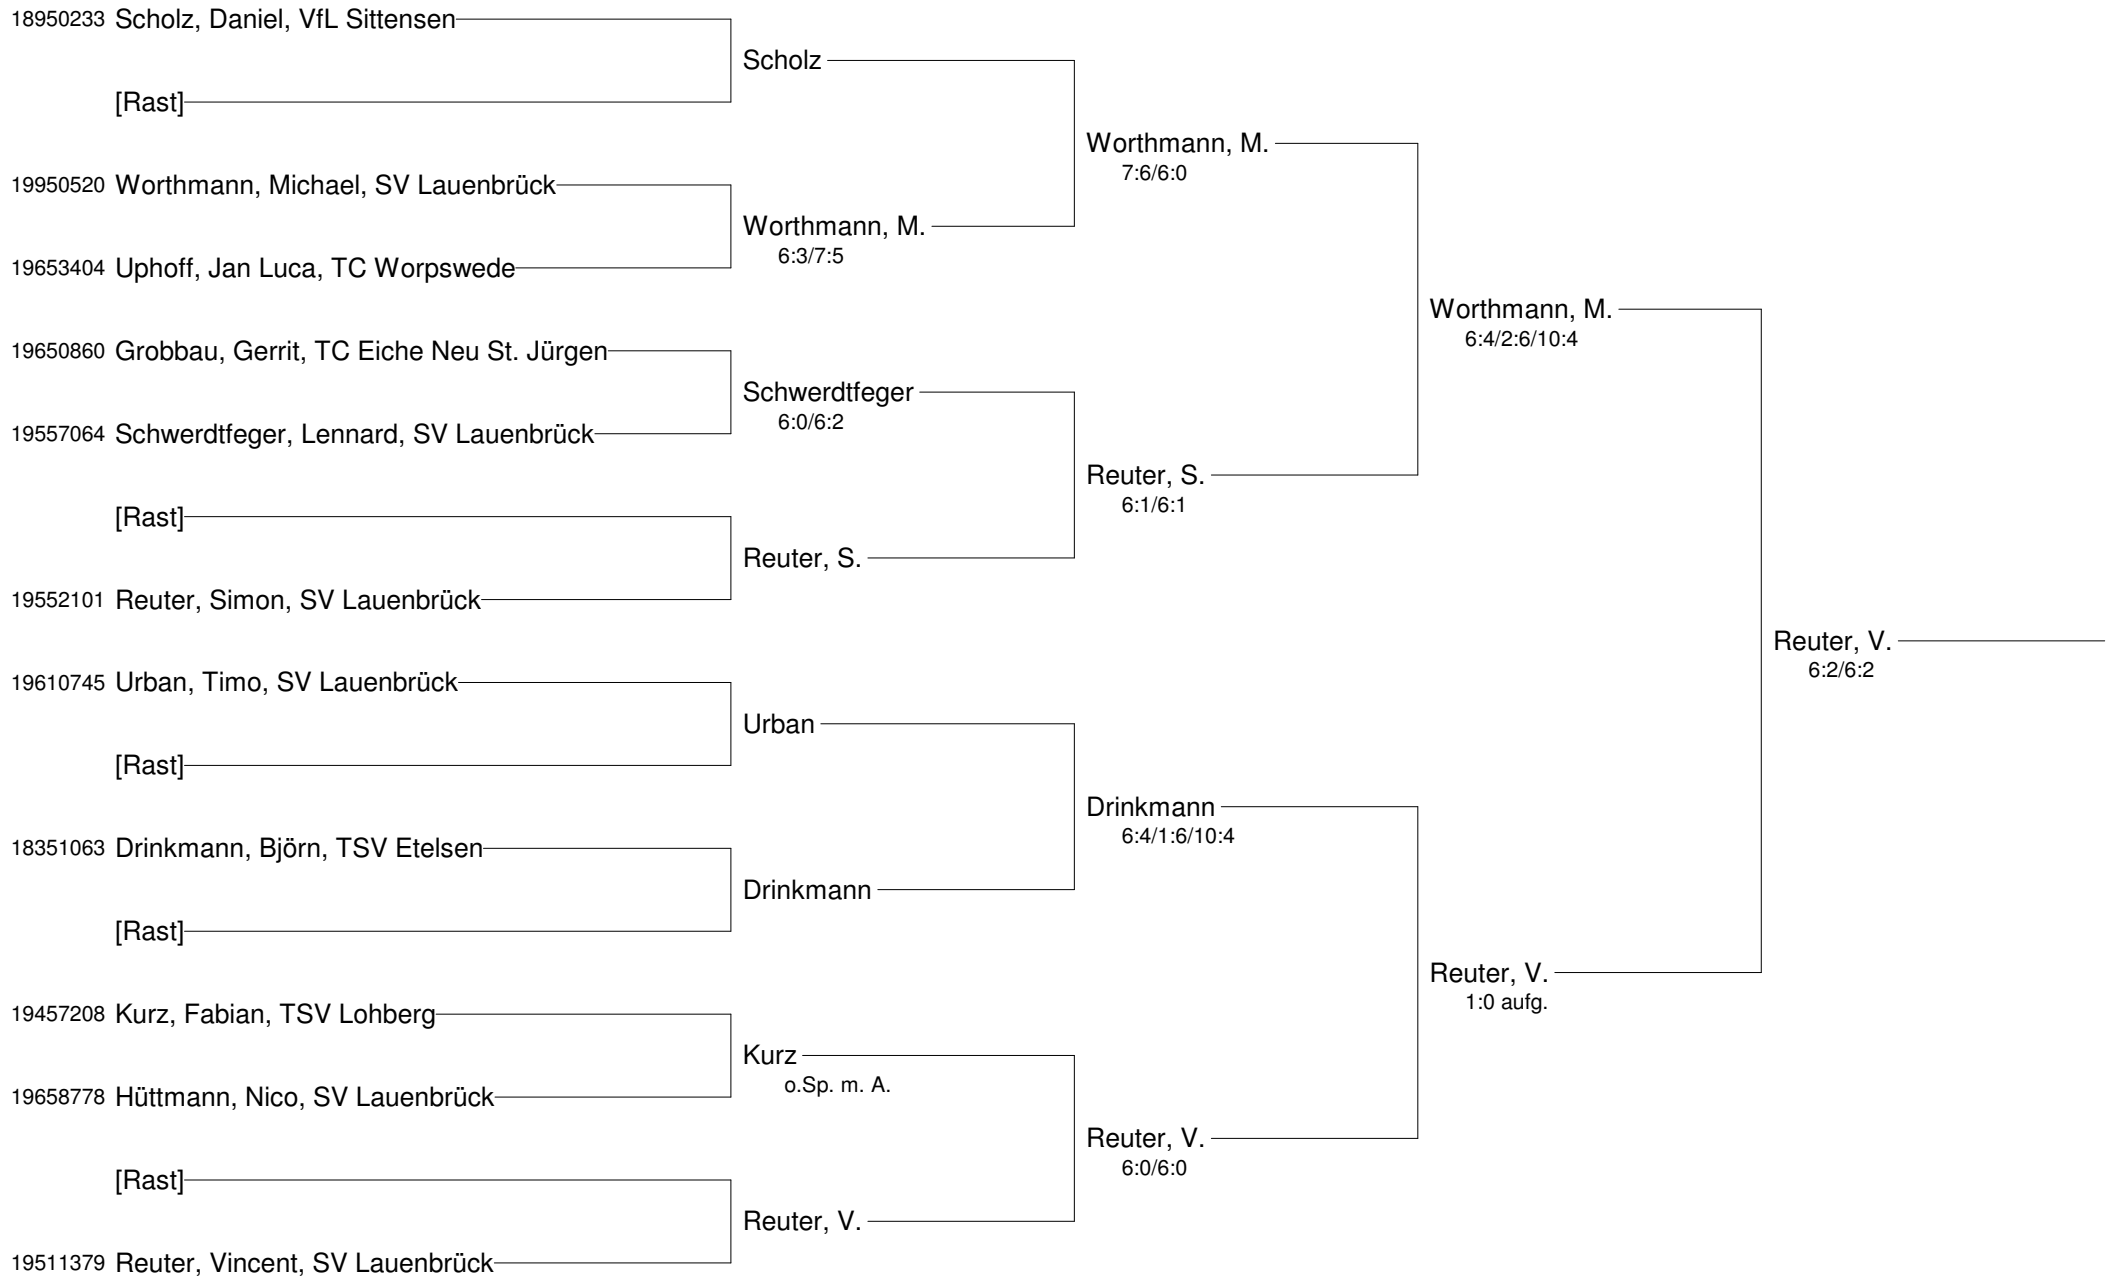 18950233 Scholz, Daniel, VfL Sittensen
[Rast]
19950520 Worthmann, Michael, SV Lauenbrück
19653404 Uphoff, Jan Luca, TC Worpswede
19650860 Grobbau, Gerrit, TC Eiche Neu St. Jürgen
19557064 Schwerdtfeger, Lennard, SV Lauenbrück
[Rast]
19552101 Reuter, Simon, SV Lauenbrück
19610745 Urban, Timo, SV Lauenbrück
[Rast]
18351063 Drinkmann, Björn, TSV Etelsen
[Rast]
19457208 Kurz, Fabian, TSV Lohberg
19658778 Hüttmann, Nico, SV Lauenbrück
[Rast]
19511379 Reuter, Vincent, SV Lauenbrück
Scholz
Worthmann, M.
6:3/7:5
Schwerdtfeger
6:0/6:2
Reuter, S.
Urban
Drinkmann
Kurz
o.Sp. m. A.
Reuter, V.
Worthmann, M.
7:6/6:0
Reuter, S.
6:1/6:1
Drinkmann
6:4/1:6/10:4
Reuter, V.
6:0/6:0
Worthmann, M.
6:4/2:6/10:4
Reuter, V.
1:0 aufg.
Reuter, V.
6:2/6:2